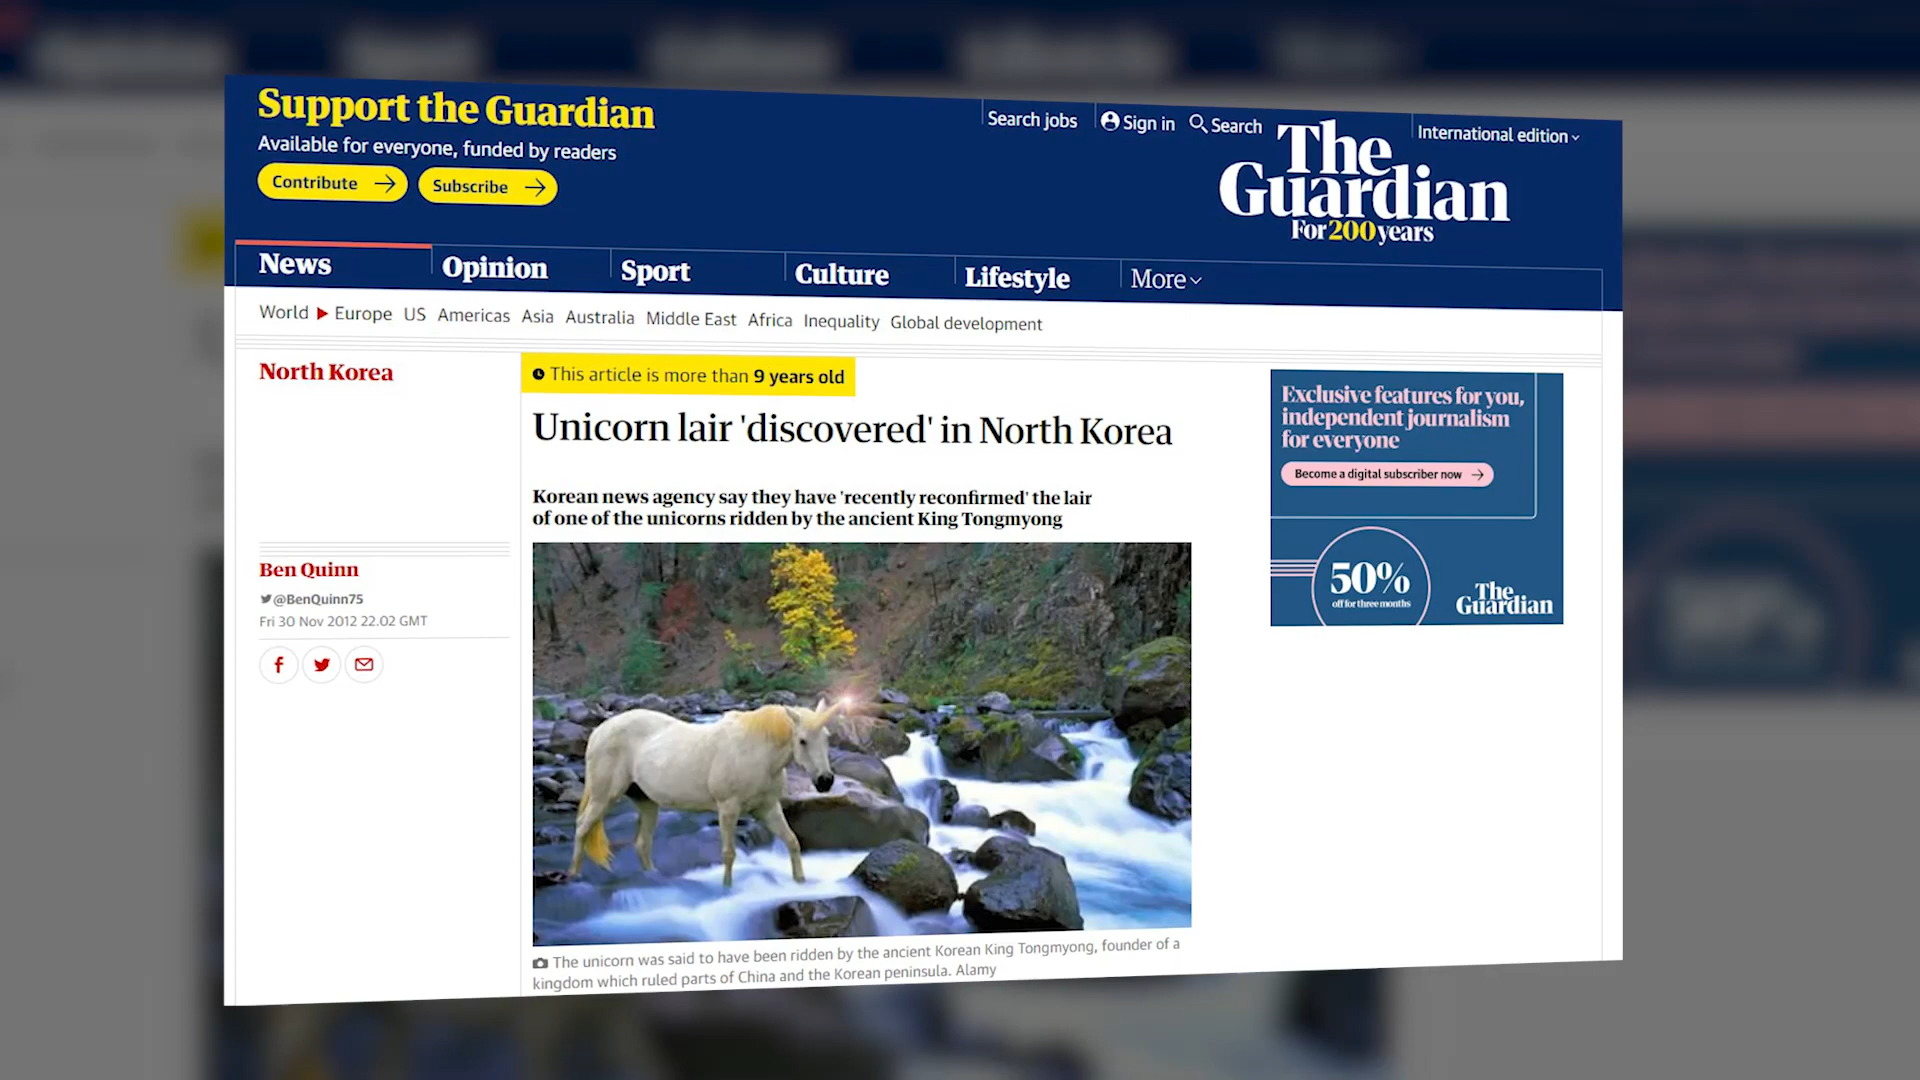 Support the Guardian
Available for everyone, funded by readers
Contribute
Subscribe
Search jobs
Sign in
Search
International edition
The
Guardian
For 200 years
News
Opinion
Sport
Culture
Lifestyle
More
World
Europe
US
Americas
Asia
Australia
Middle East
Africa
Inequality
Global development
North Korea
This article is more than 9 years old
Unicorn lair 'discovered' in North Korea
Korean news agency say they have 'recently reconfirmed' the lair
of one of the unicorns ridden by the ancient King Tongmyong
Ben Quinn
@BenQuinn75
Fri 30 Nov 2012 22.02 GMT
The unicorn was said to have been ridden by the ancient Korean King Tongmyong, founder of a
kingdom which ruled parts of China and the Korean peninsula. Alamy
Exclusive features for you,
independent journalism
for everyone
Become a digital subscriber now
50%
off for three months
The
Guardian